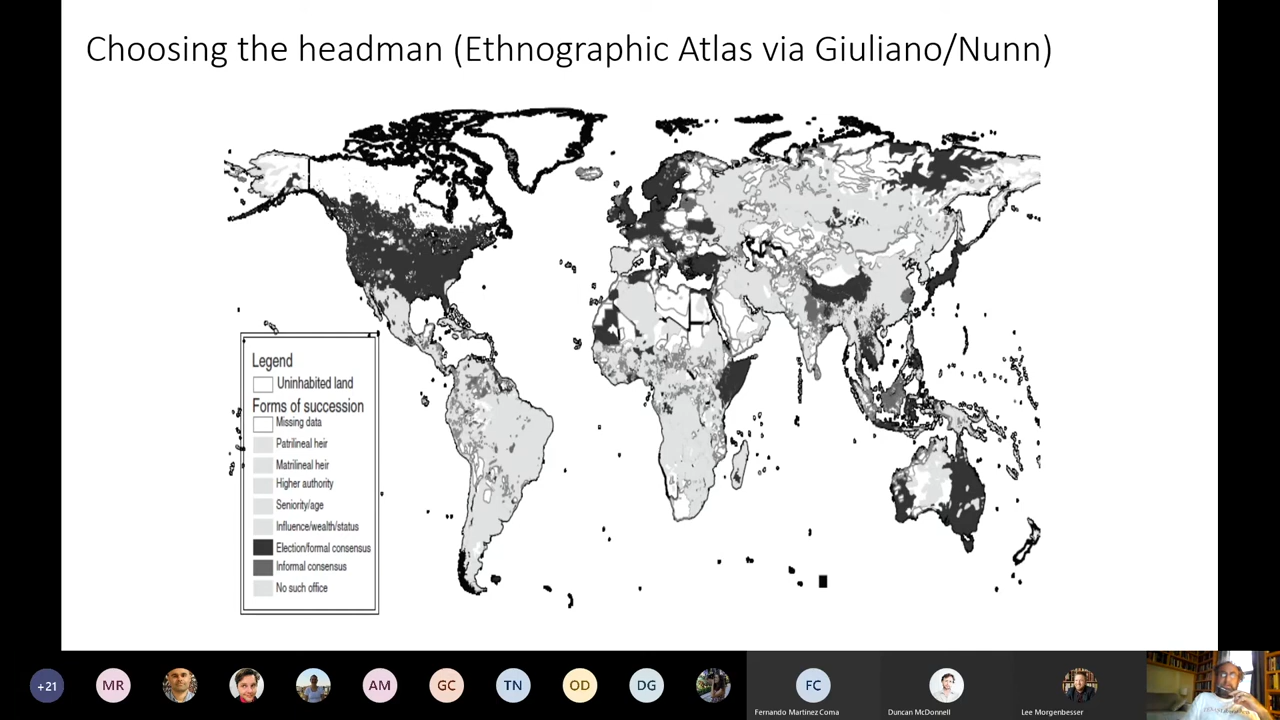 Choosing the headman (Ethnographic Atlas via Giuliano/Nunn)
Legend
Uninhabited land
Forms of succession
Missing data
Patrilineal heir
Matrilineal heir
Higher authority
Seniority/age
Influence/wealth/status
Election/formal consensus
Informal consensus
No such office
+21
MR
AM
GC
TN
OD
DG
FC
Fernando Martinez Coma
Duncan McDonnell
Lee Morgenbesser